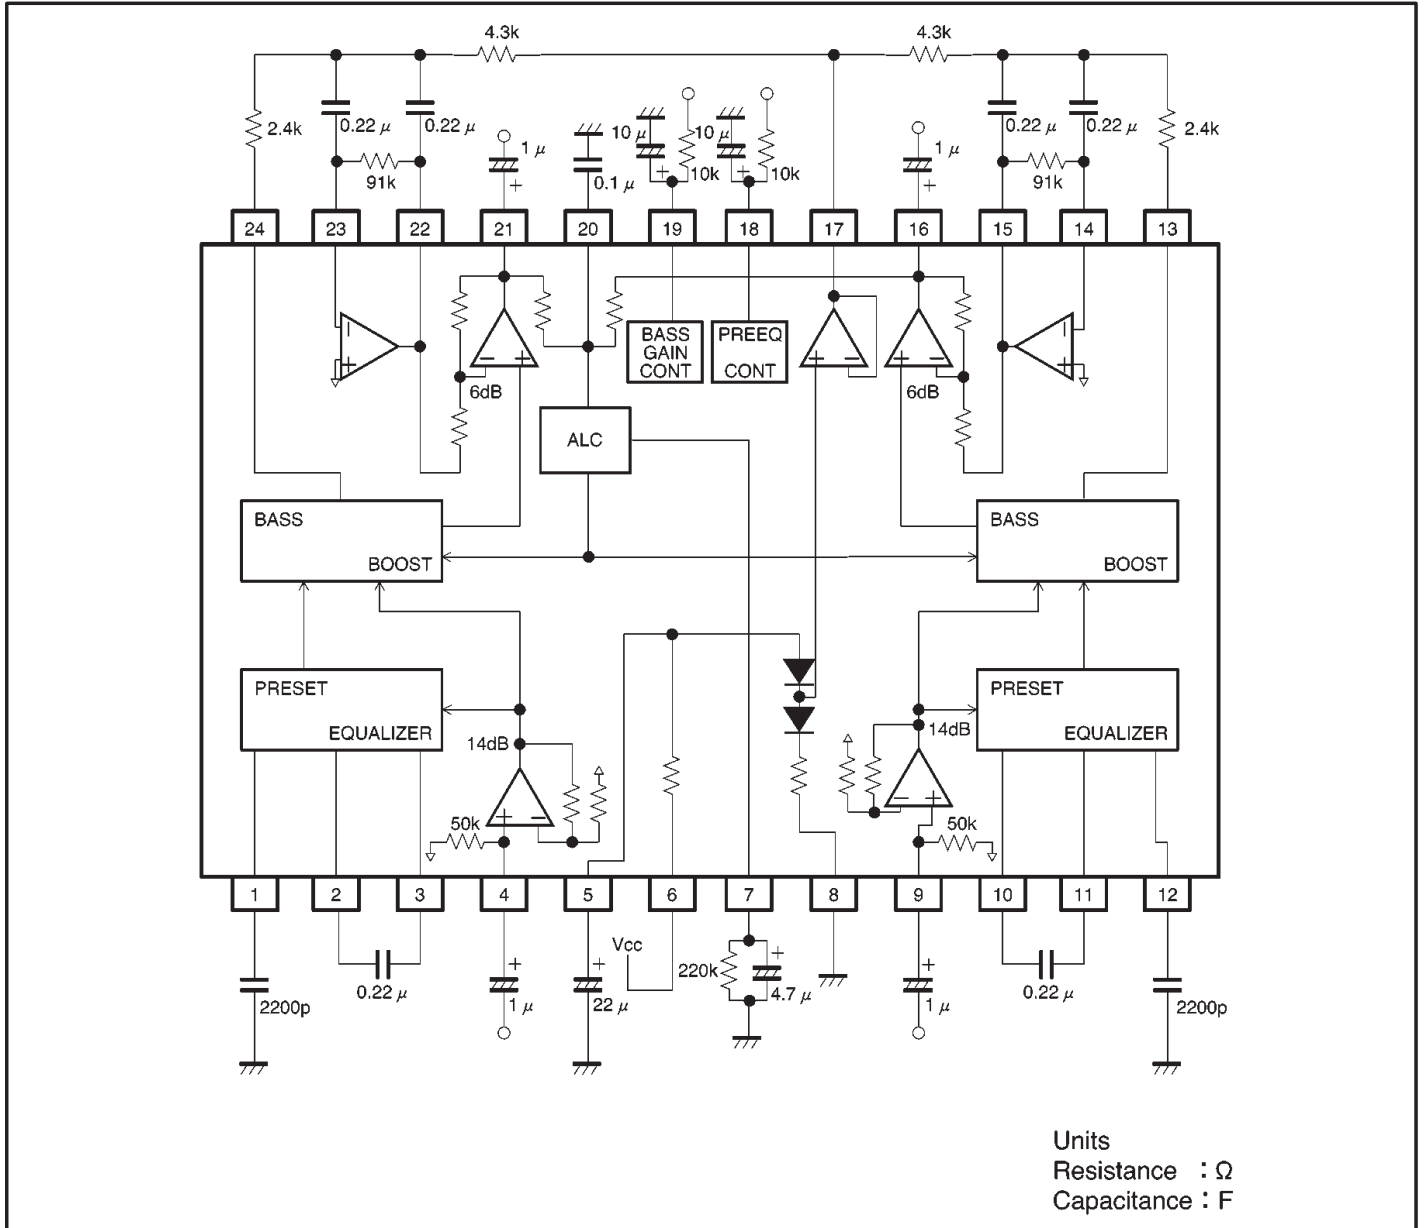 4.3k 4.3k
2.4k 0.22 μ 0.22 μ 1 μ 10 μ 10 μ 1 μ 0.22 μ 0.22 μ 2.4k
91k 0.1 μ 10k 10k 91k
+ + + +
24 23 22 21 20 19 18 17 16 15 14 13
− + − + + − + − − +
BASS GAIN CONT
PREEQ CONT
6dB 6dB
ALC
BASS BOOST
BASS BOOST
PRESET EQUALIZER
PRESET EQUALIZER
14dB 14dB
+ − − +
50k 50k
1 2 3 4 5 6 7 8 9 10 11 12
Vcc
+ + + +
220k 4.7 μ
0.22 μ 0.22 μ
2200p 1 μ 22 μ 1 μ 2200p
Units
Resistance : Ω
Capacitance : F